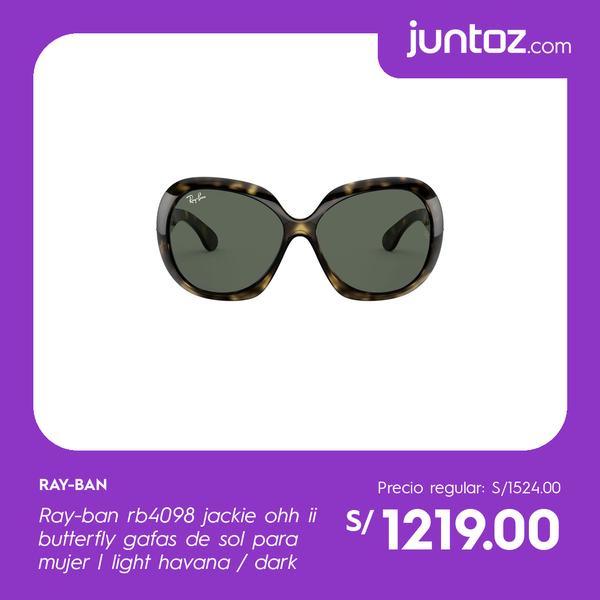 juntoz.com
Ray-Ban
RAY-BAN
Ray-ban rb4098 jackie ohh ii
butterfly gafas de sol para
mujer | light havana / dark
Precio regular: S/1524.00
S/ 1219.00